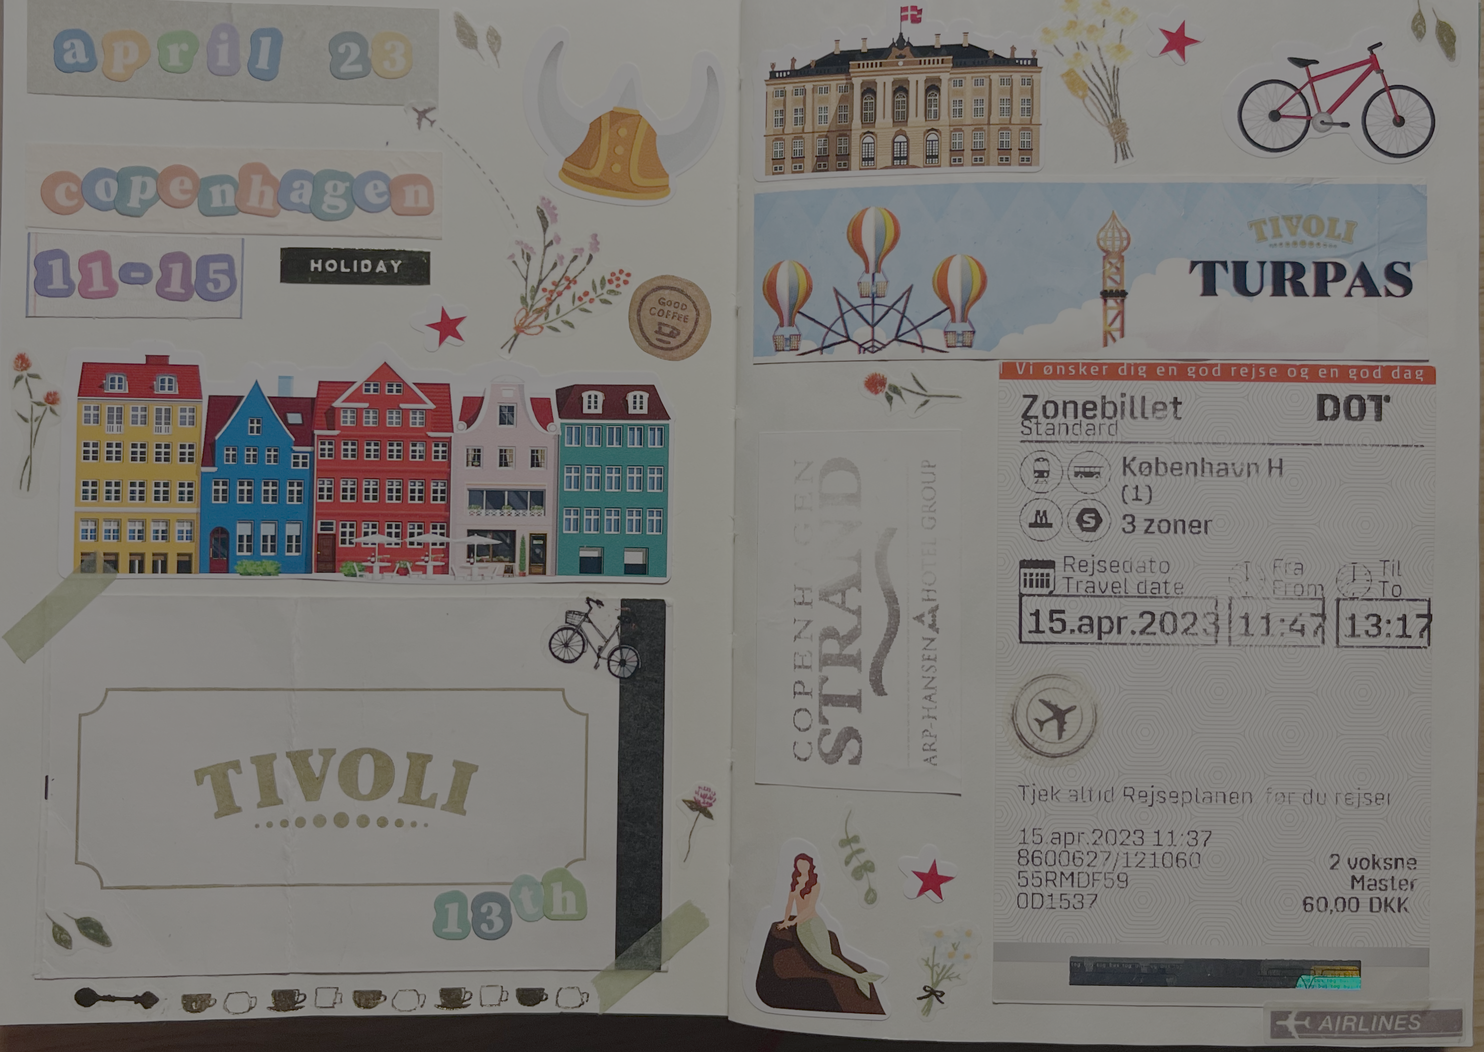 april 23
copenhagen
11-15
HOLIDAY
GOOD
COFFEE
TIVOLI
13th
TIVOLI
TURPAS
Vi ønsker dig en god rejse og en god dag
Zonebillet
DOT
Standard
København H
(1)
S
3 zoner
Rejsedato
Travel date
Fra
From
Til
To
15.apr.2023
11:47
13:17
Tjek altid Rejseplanen før du rejser
15.apr.2023 11:37
8600627/121060
55RMDF59
0D1537
2 voksne
Master
60,00 DKK
COPENHAGEN
STRAND
ARP-HANSEN HOTEL GROUP
AIRLINES